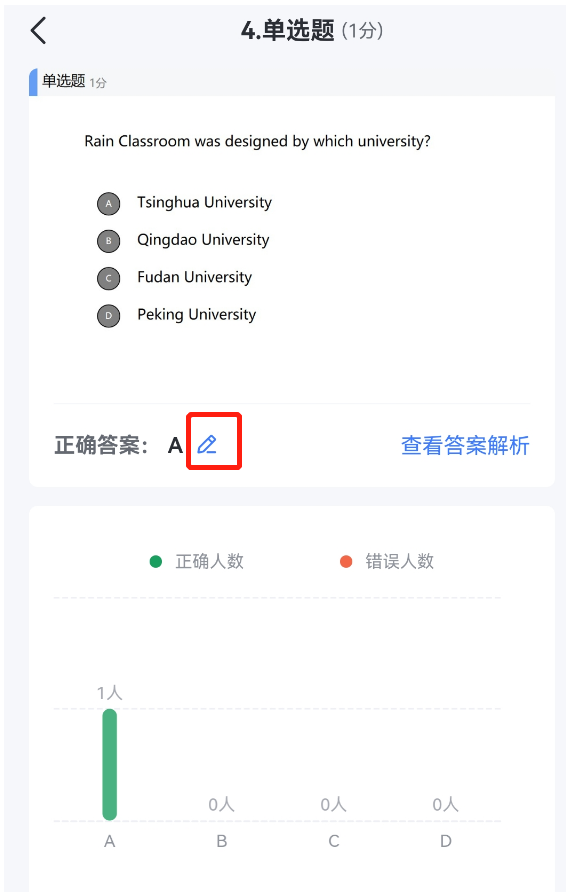 4.单选题 (1分)
单选题 1分
Rain Classroom was designed by which university?
A Tsinghua University
B Qingdao University
C Fudan University
D Peking University
正确答案： A 查看答案解析
正确人数 错误人数
1人
0人 0人 0人
A B C D